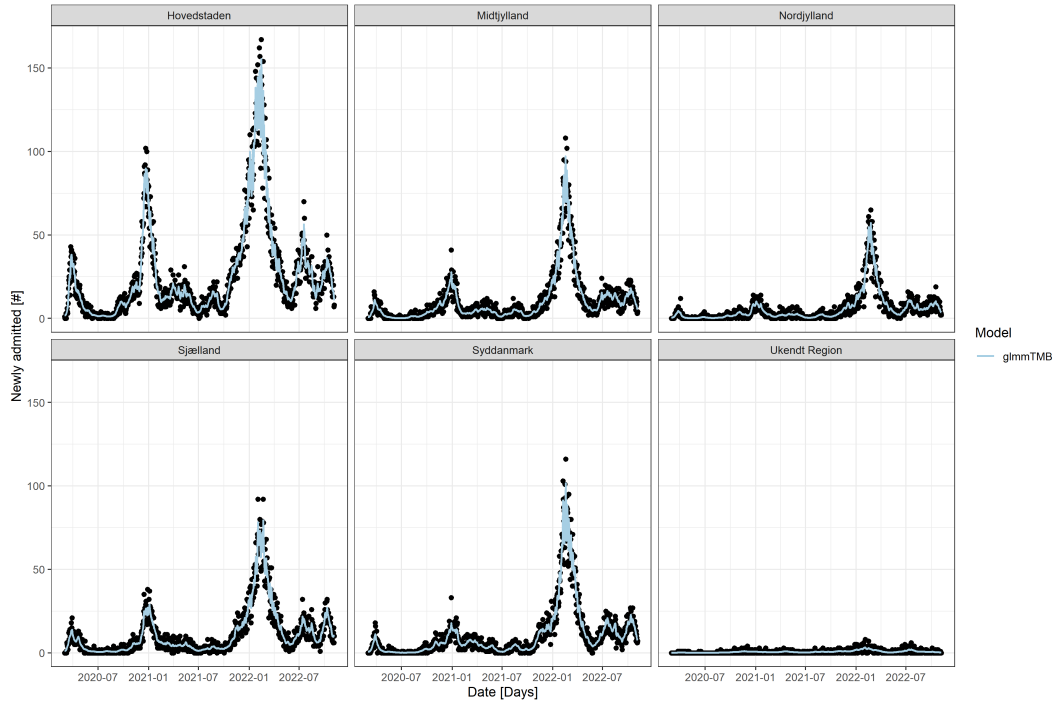 Hovedstaden Midtjylland Nordjylland
150
100
50
0
Sjælland Syddanmark Ukendt Region
150
100
50
0
2020-07 2021-01 2021-07 2022-01 2022-07 2020-07 2021-01 2021-07 2022-01 2022-07 2020-07 2021-01 2021-07 2022-01 2022-07
Date [Days]
Newly admitted [#]
Model
glmmTMB